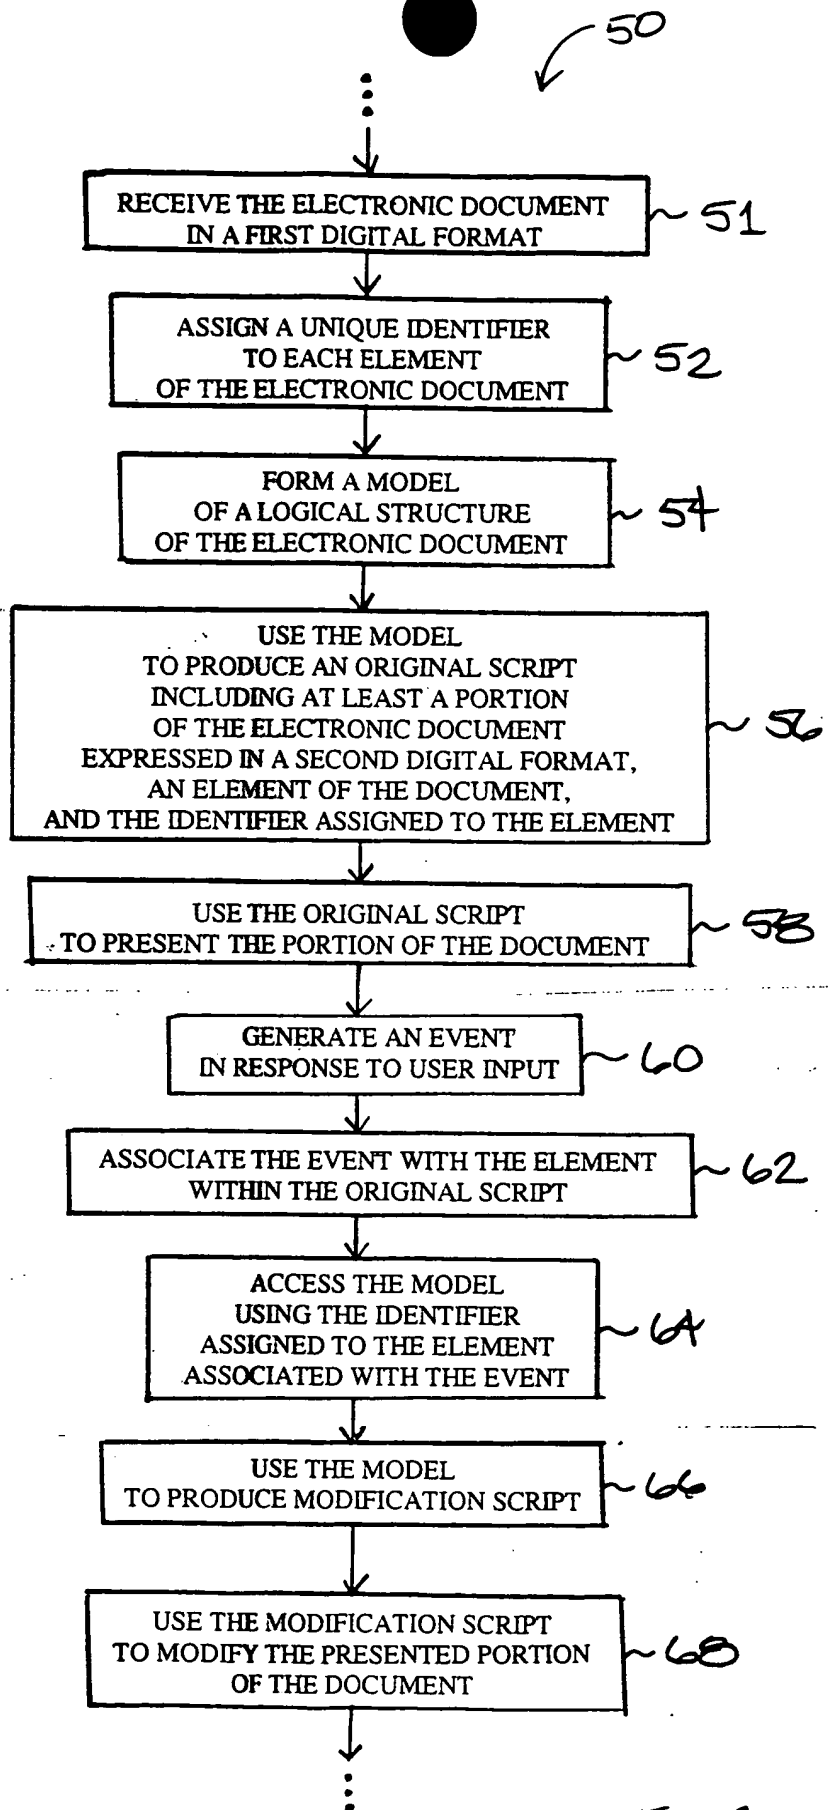 50
RECEIVE THE ELECTRONIC DOCUMENT
IN A FIRST DIGITAL FORMAT
51
ASSIGN A UNIQUE IDENTIFIER
TO EACH ELEMENT
OF THE ELECTRONIC DOCUMENT
52
FORM A MODEL
OF A LOGICAL STRUCTURE
OF THE ELECTRONIC DOCUMENT
54
USE THE MODEL
TO PRODUCE AN ORIGINAL SCRIPT
INCLUDING AT LEAST A PORTION
OF THE ELECTRONIC DOCUMENT
EXPRESSED IN A SECOND DIGITAL FORMAT,
AN ELEMENT OF THE DOCUMENT,
AND THE IDENTIFIER ASSIGNED TO THE ELEMENT
56
USE THE ORIGINAL SCRIPT
TO PRESENT THE PORTION OF THE DOCUMENT
58
GENERATE AN EVENT
IN RESPONSE TO USER INPUT
60
ASSOCIATE THE EVENT WITH THE ELEMENT
WITHIN THE ORIGINAL SCRIPT
62
ACCESS THE MODEL
USING THE IDENTIFIER
ASSIGNED TO THE ELEMENT
ASSOCIATED WITH THE EVENT
64
USE THE MODEL
TO PRODUCE MODIFICATION SCRIPT
66
USE THE MODIFICATION SCRIPT
TO MODIFY THE PRESENTED PORTION
OF THE DOCUMENT
68